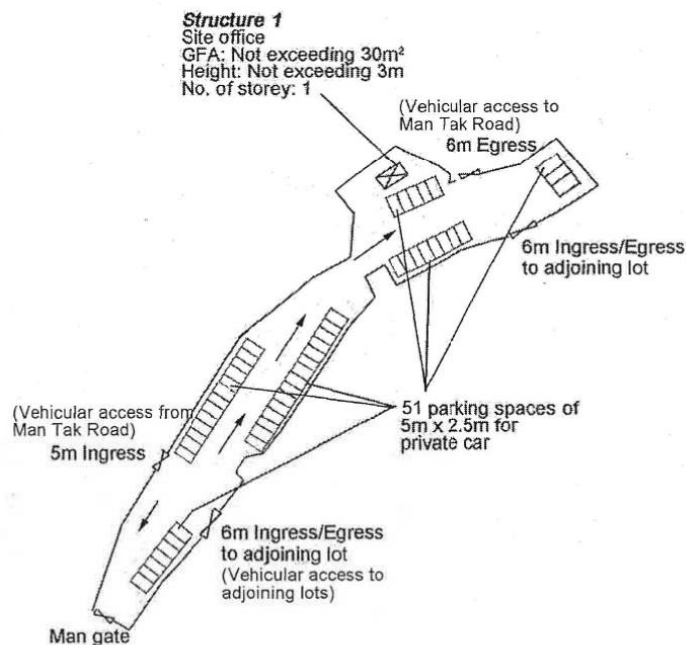 Structure 1
Site office
GFA: Not exceeding 30m²
Height: Not exceeding 3m
No. of storey: 1
(Vehicular access to
Man Tak Road)
6m Egress
6m Ingress/Egress
to adjoining lot
(Vehicular access from
Man Tak Road)
5m Ingress
51 parking spaces of
5m x 2.5m for
private car
6m Ingress/Egress
to adjoining lot
(Vehicular access to
adjoining lots)
Man gate